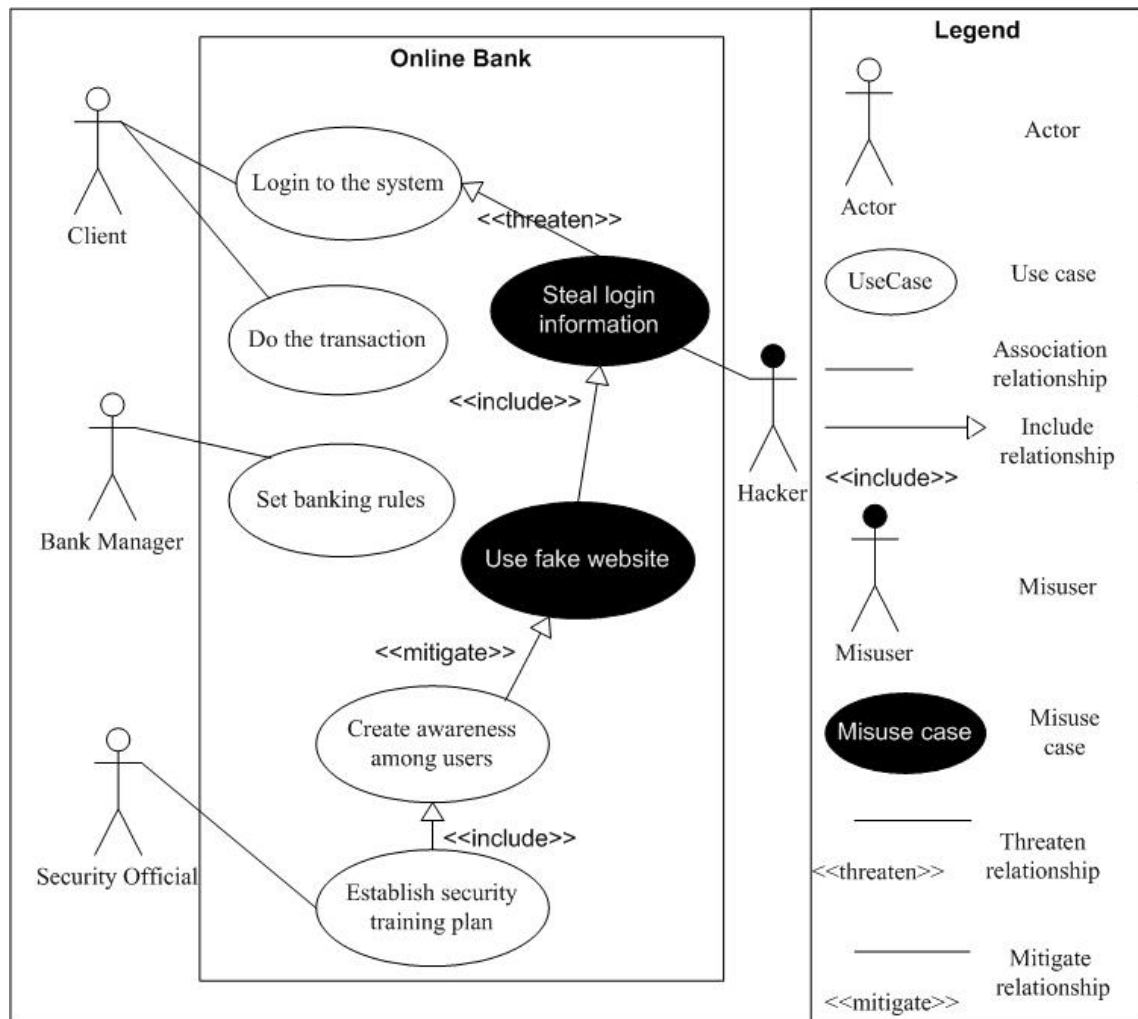 Online Bank
Client
Login to the system
<<threaten>>
Steal login
information
Do the transaction
<<include>>
Hacker
Bank Manager
Set banking rules
Use fake website
<<mitigate>>
Create awareness
among users
<<include>>
Security Official
Establish security
training plan
Legend
Actor
Actor
UseCase
Use case
Association
relationship
Include
relationship
<<include>>
Misuser
Misuser
Misuse case
Misuse
case
Threaten
relationship
<<threaten>>
Mitigate
relationship
<<mitigate>>